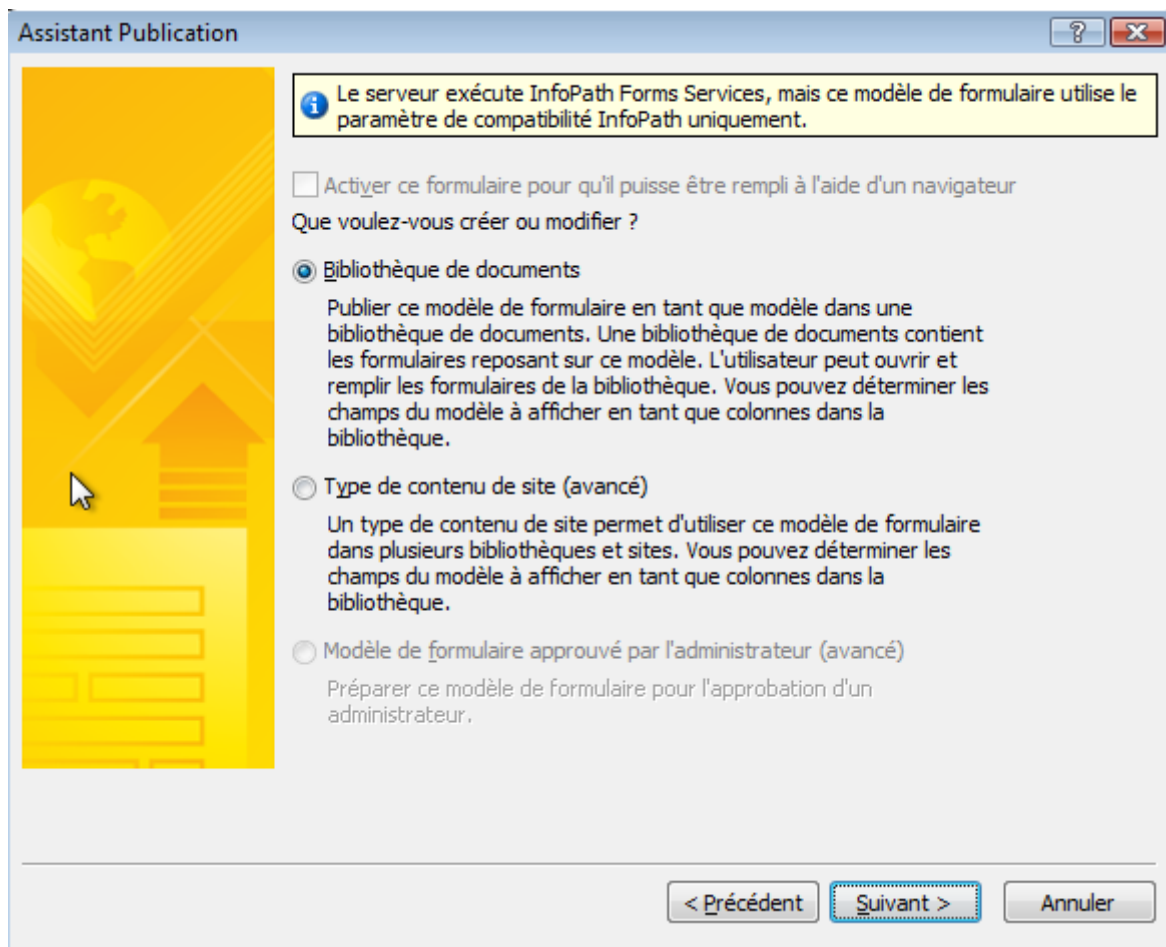 Assistant Publication
Le serveur exécute InfoPath Forms Services, mais ce modèle de formulaire utilise le
paramètre de compatibilité InfoPath uniquement.
Activer ce formulaire pour qu'il puisse être rempli à l'aide d'un navigateur
Que voulez-vous créer ou modifier ?
Bibliothèque de documents
Publier ce modèle de formulaire en tant que modèle dans une
bibliothèque de documents. Une bibliothèque de documents contient
les formulaires reposant sur ce modèle. L'utilisateur peut ouvrir et
remplir les formulaires de la bibliothèque. Vous pouvez déterminer les
champs du modèle à afficher en tant que colonnes dans la
bibliothèque.
Type de contenu de site (avancé)
Un type de contenu de site permet d'utiliser ce modèle de formulaire
dans plusieurs bibliothèques et sites. Vous pouvez déterminer les
champs du modèle à afficher en tant que colonnes dans la
bibliothèque.
Modèle de formulaire approuvé par l'administrateur (avancé)
Préparer ce modèle de formulaire pour l'approbation d'un
administrateur.
< Précédent Suivant > Annuler